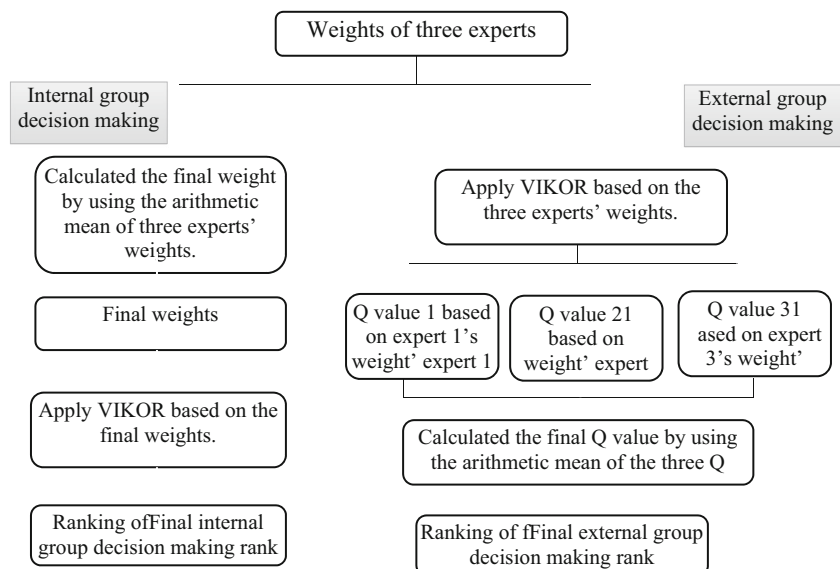 Weights of three experts
Internal group
decision making
External group
decision making
Calculated the final weight
by using the arithmetic
mean of three experts'
weights.
Final weights
Apply VIKOR based on the
final weights.
Ranking ofFinal internal
group decision making rank
Apply VIKOR based on the
three experts' weights.
Q value 1 based
on expert 1's
weight' expert 1
Q value 21
based on
weight' expert
Q value 31
ased on expert
3's weight'
Calculated the final Q value by using
the arithmetic mean of the three Q
Ranking of fFinal external group
decision making rank